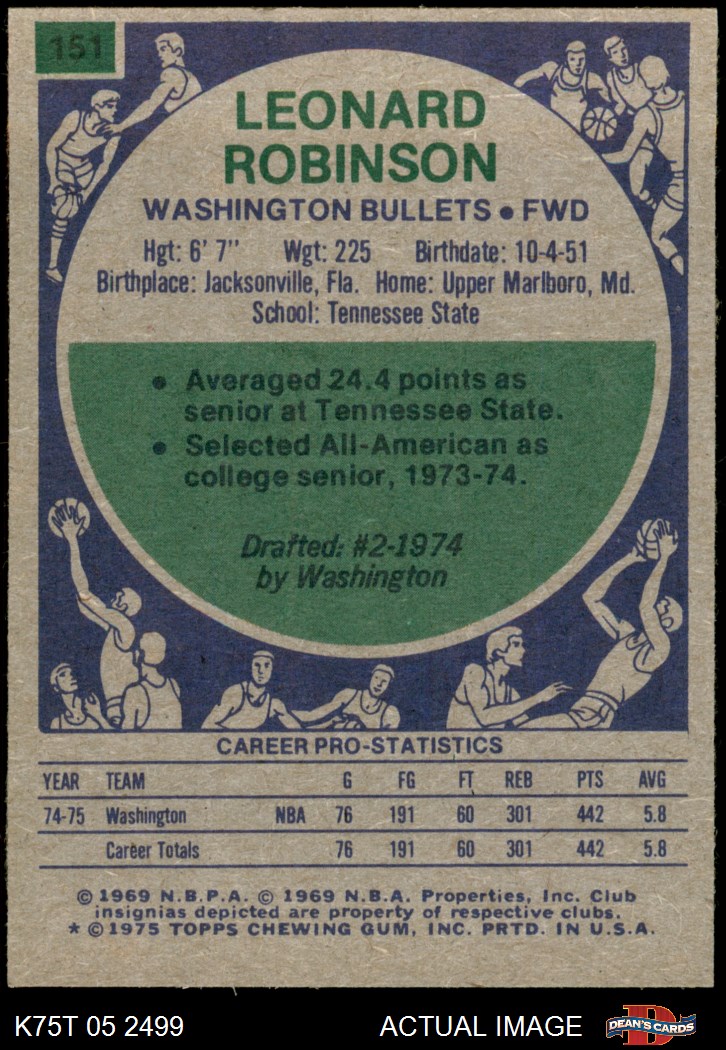 151
LEONARD
ROBINSON
WASHINGTON BULLETS • FWD
Hgt: 6' 7" Wgt: 225 Birthdate: 10-4-51
Birthplace: Jacksonville, Fla. Home: Upper Marlboro, Md.
School: Tennessee State
• Averaged 24.4 points as
senior at Tennessee State.
• Selected All-American as
college senior, 1973-74.
Drafted: #2-1974
by Washington
CAREER PRO-STATISTICS
YEAR TEAM G FG FT REB PTS AVG
74-75 Washington NBA 76 191 60 301 442 5.8
Career Totals 76 191 60 301 442 5.8
© 1969 N.B.P.A. © 1969 N.B.A. Properties, Inc. Club
insignias depicted are property of respective clubs.
* © 1975 TOPPS CHEWING GUM, INC. PRTD. IN U.S.A.
K75T 05 2499 ACTUAL IMAGE D DEAN'S CARDS